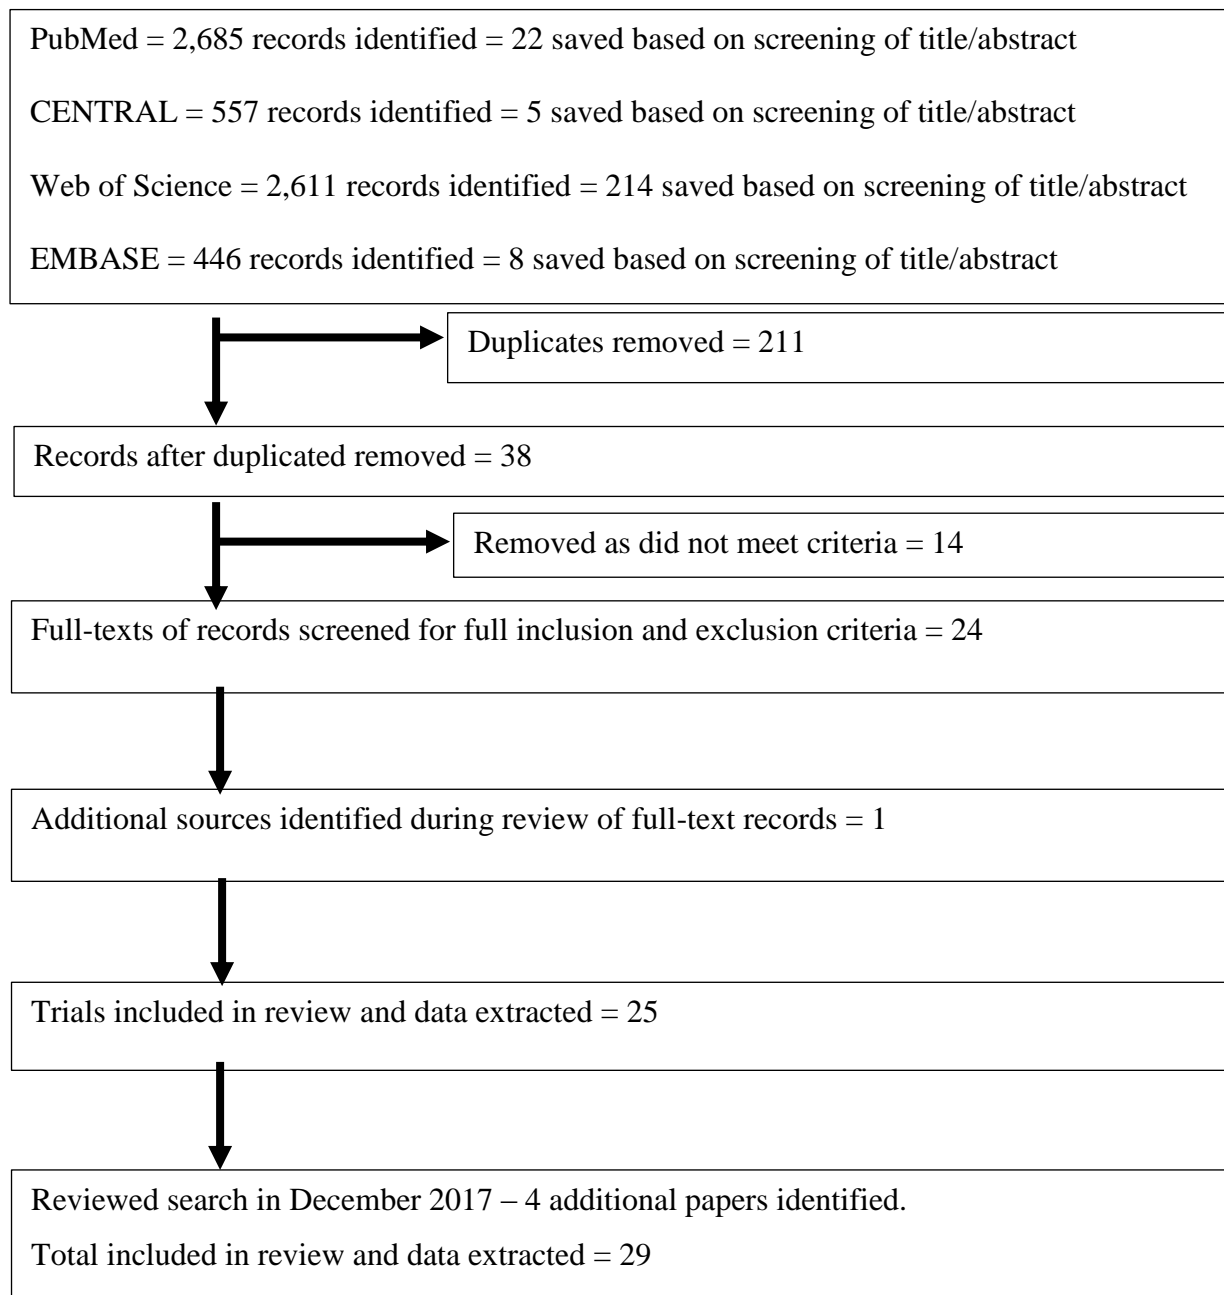 PubMed = 2,685 records identified = 22 saved based on screening of title/abstract
CENTRAL = 557 records identified = 5 saved based on screening of title/abstract
Web of Science = 2,611 records identified = 214 saved based on screening of title/abstract
EMBASE = 446 records identified = 8 saved based on screening of title/abstract
Duplicates removed = 211
Records after duplicated removed = 38
Removed as did not meet criteria = 14
Full-texts of records screened for full inclusion and exclusion criteria = 24
Additional sources identified during review of full-text records = 1
Trials included in review and data extracted = 25
Reviewed search in December 2017 – 4 additional papers identified.
Total included in review and data extracted = 29